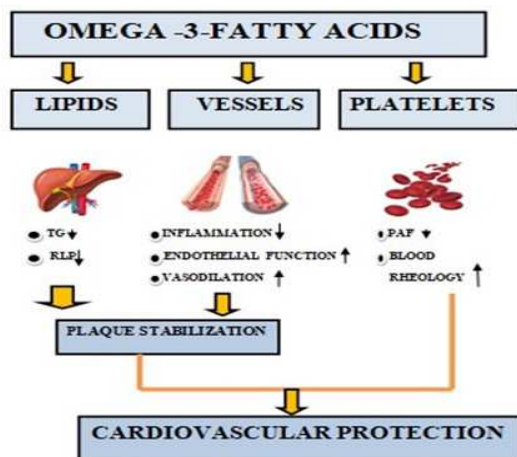 OMEGA -3-FATTY ACIDS
LIPIDS
VESSELS
PLATELETS
TG
RLP
INFLAMMATION
ENDOTHELIAL FUNCTION
VASODILATION
PAF
BLOOD
RHEOLOGY
PLAQUE STABILIZATION
CARDIOVASCULAR PROTECTION